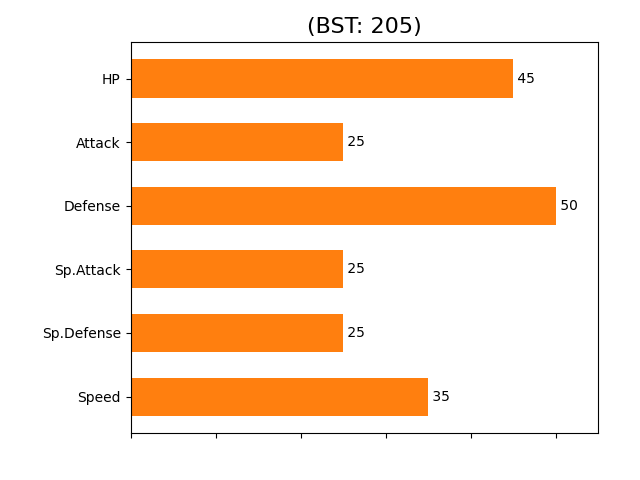 (BST: 205)
HP 45
Attack 25
Defense 50
Sp.Attack 25
Sp.Defense 25
Speed 35